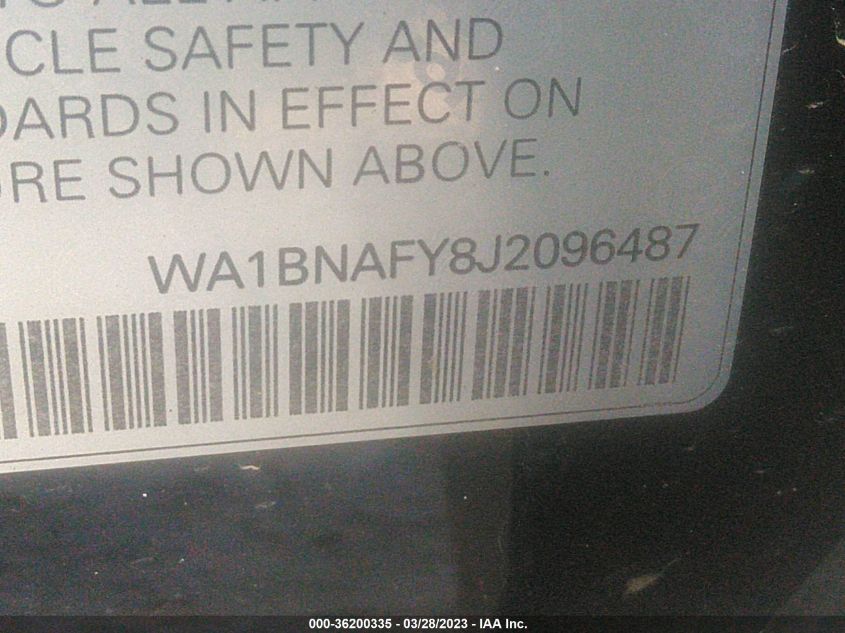 CLE SAFETY AND
DARDS IN EFFECT ON
RE SHOWN ABOVE.
WA1BNAFY8J2096487
000-36200335 - 03/28/2023 - IAA Inc.